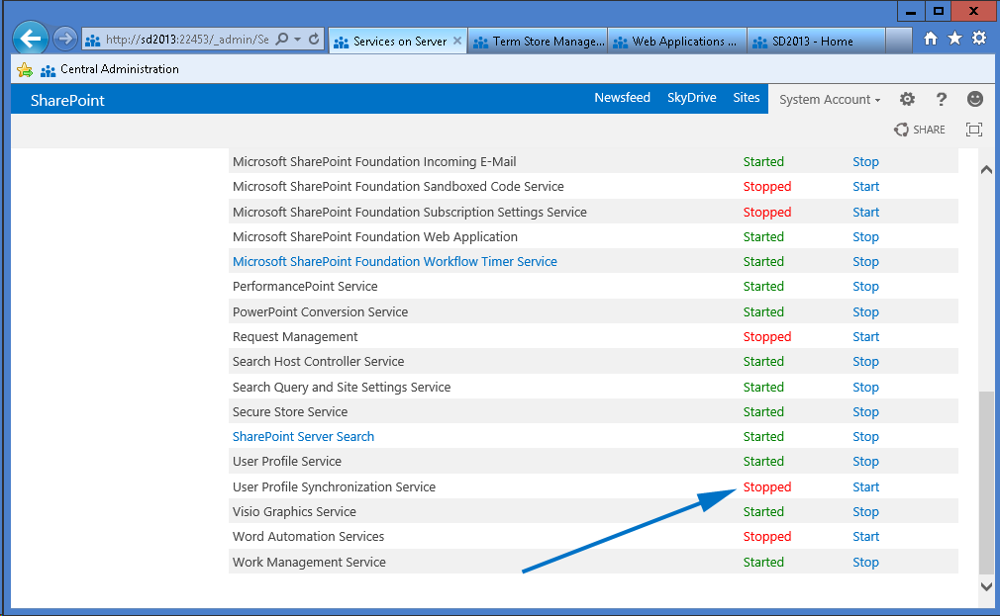 http://sd2013:22453/_admin/Se
Services on Server
Term Store Manage...
Web Applications ...
SD2013 - Home
Central Administration
SharePoint Newsfeed SkyDrive Sites System Account
SHARE
Microsoft SharePoint Foundation Incoming E-Mail Started Stop
Microsoft SharePoint Foundation Sandboxed Code Service Stopped Start
Microsoft SharePoint Foundation Subscription Settings Service Stopped Start
Microsoft SharePoint Foundation Web Application Started Stop
Microsoft SharePoint Foundation Workflow Timer Service Started Stop
PerformancePoint Service Started Stop
PowerPoint Conversion Service Started Stop
Request Management Stopped Start
Search Host Controller Service Started Stop
Search Query and Site Settings Service Started Stop
Secure Store Service Started Stop
SharePoint Server Search Started Stop
User Profile Service Started Stop
User Profile Synchronization Service Stopped Start
Visio Graphics Service Started Stop
Word Automation Services Stopped Start
Work Management Service Started Stop